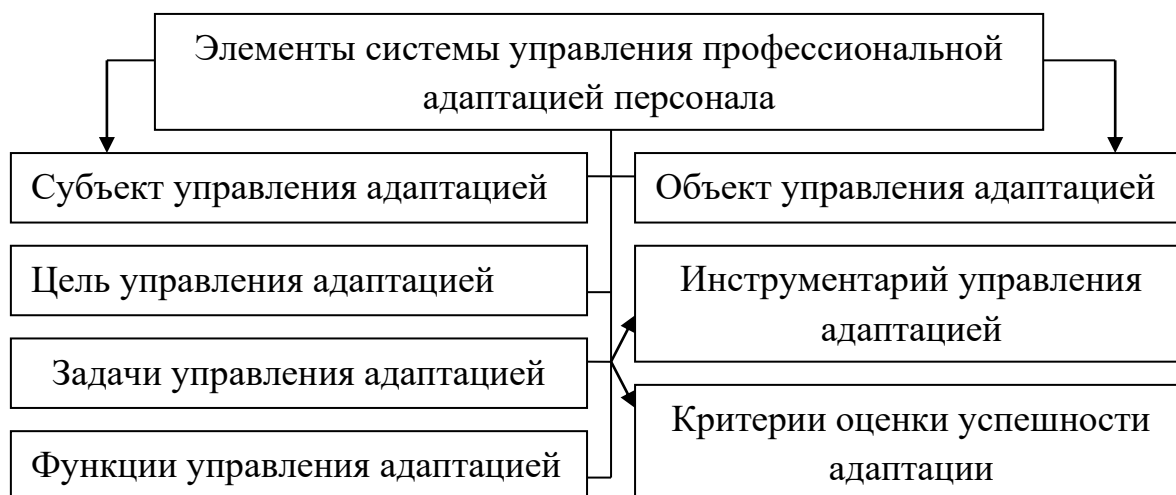 Элементы системы управления профессиональной
адаптацией персонала
Субъект управления адаптацией
Объект управления адаптацией
Цель управления адаптацией
Инструментарий управления
адаптацией
Задачи управления адаптацией
Критерии оценки успешности
адаптации
Функции управления адаптацией